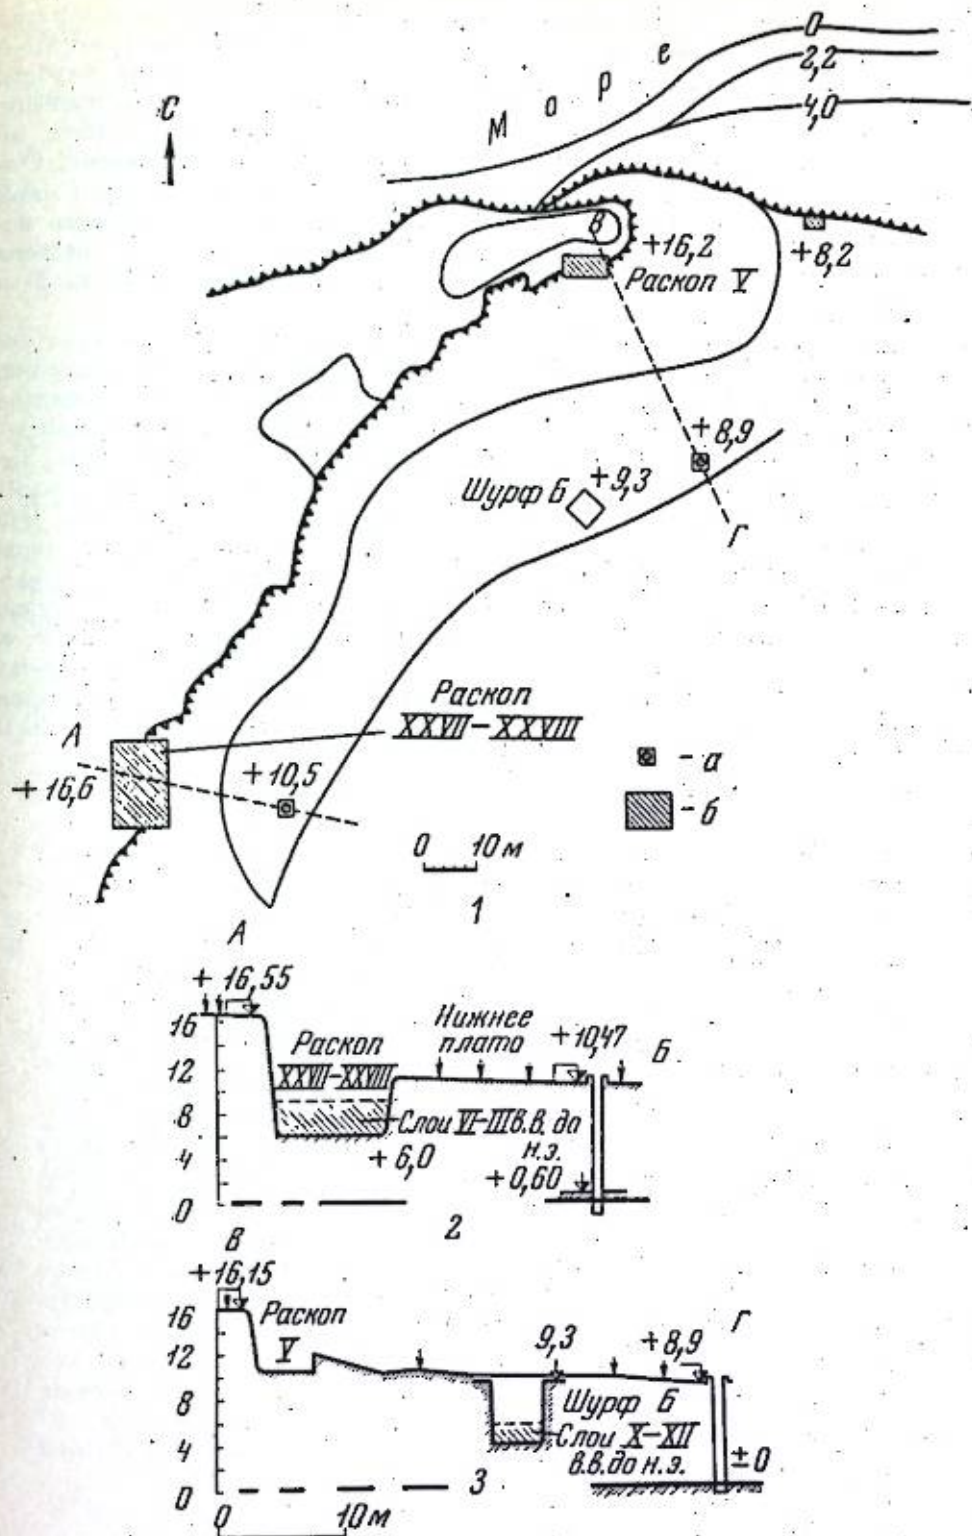 0
2,2
4,0
Море
С
В
+16,2
+8,2
Раскоп V
+8,9
+9,3
Шурф Б
Г
Раскоп
XXVII–XXVIII
А
+10,5
+16,6
- а
- б
0 10 м
1
А
+16,55
16
12
8
4
0
Раскоп
XXVII–XXVIII
Нижнее
плато
+10,47
Б
Слои VI–III в.в. до
н.э.
+6,0
+0,60
2
В
+16,15
16
12
8
4
0
Раскоп
V
9,3
+8,9
Г
Шурф Б
Слои X–XII
в.в. до н.э.
±0
3
0 10 м